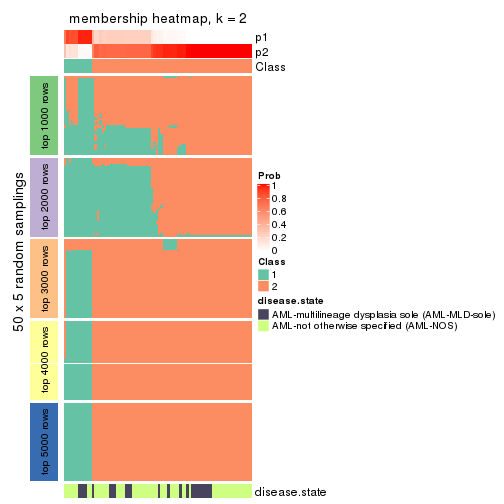 membership heatmap, k = 2
p1
p2
Class
50 x 5 random samplings
top 1000 rows
top 2000 rows
top 3000 rows
top 4000 rows
top 5000 rows
Prob
1
0.8
0.6
0.4
0.2
0
Class
1
2
disease.state
AML-multilineage dysplasia sole (AML-MLD-sole)
AML-not otherwise specified (AML-NOS)
disease.state